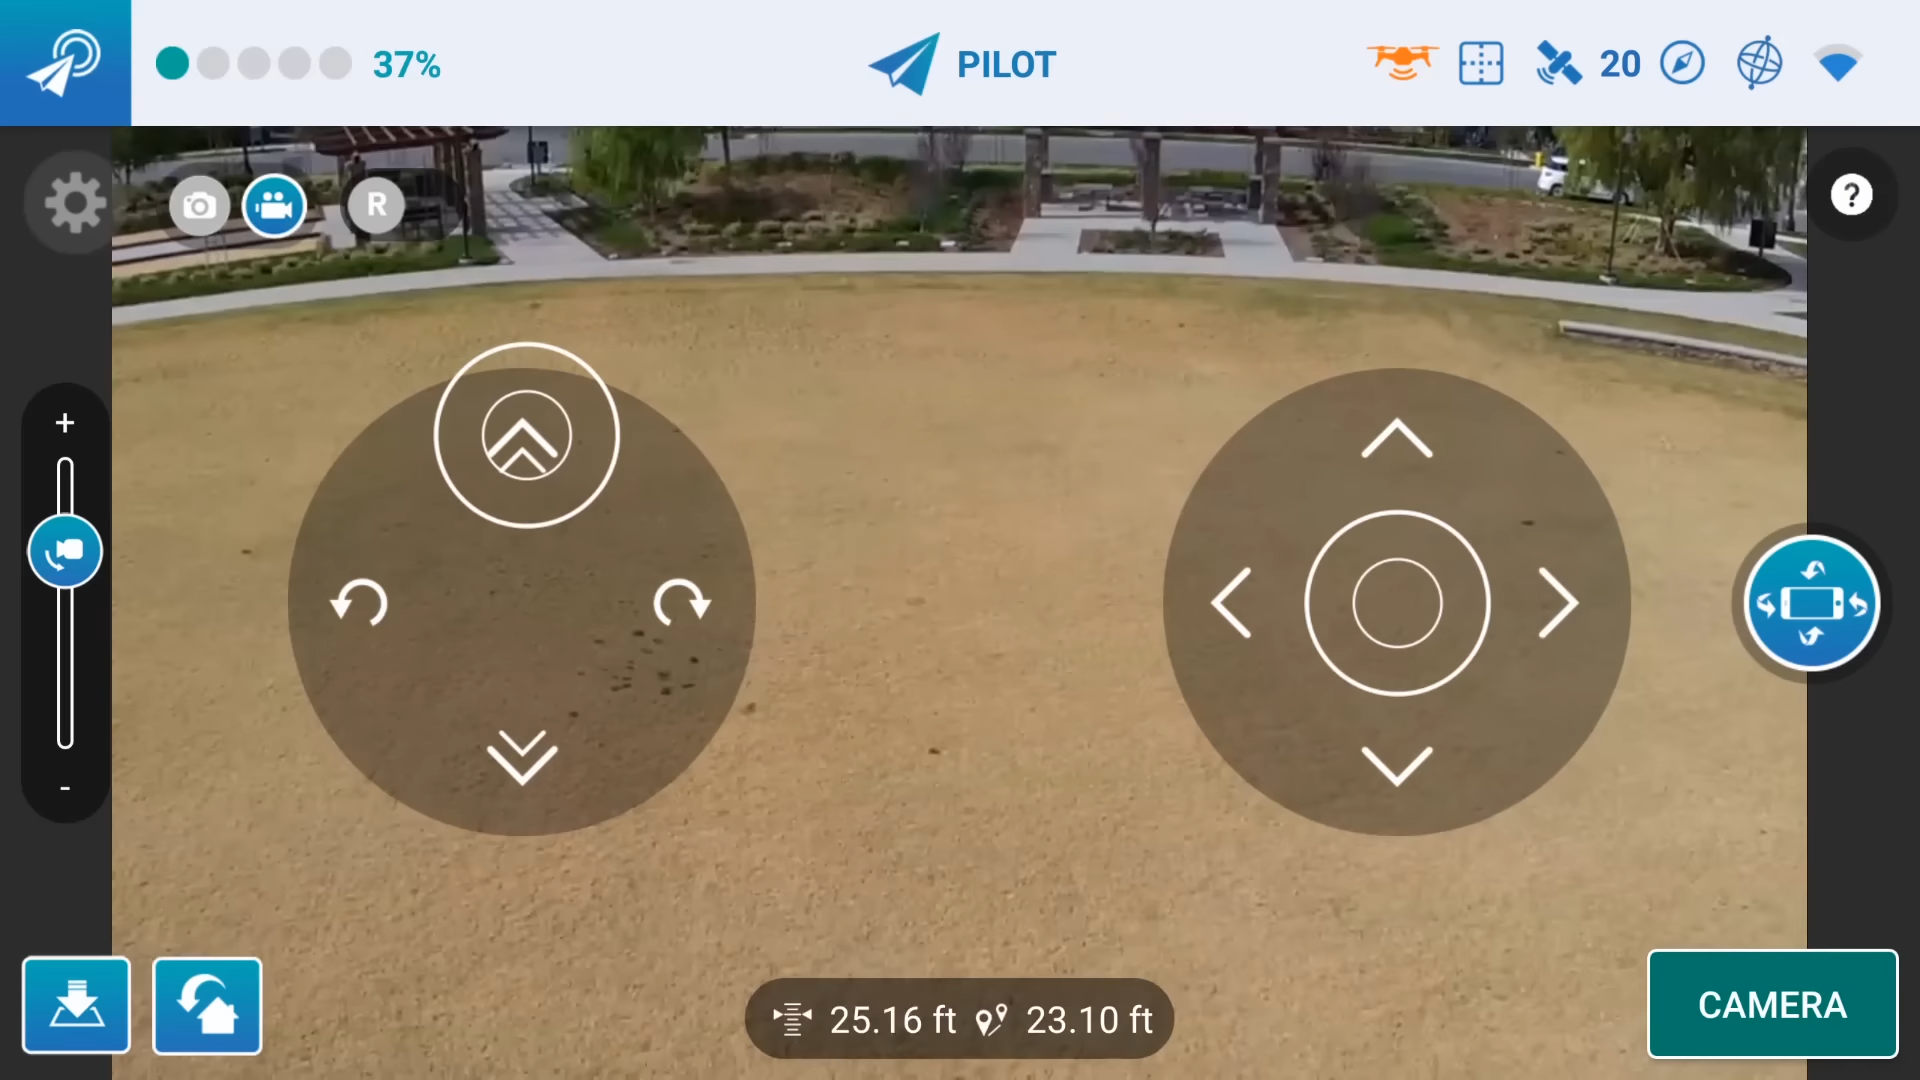 37%
PILOT
20
R
?
+
-
25.16 ft
23.10 ft
CAMERA